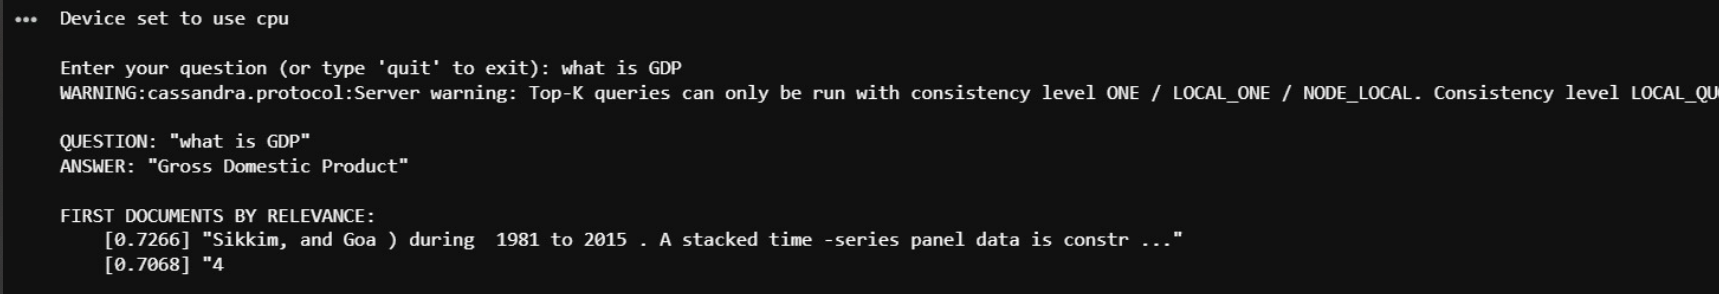 ••• Device set to use cpu
Enter your question (or type 'quit' to exit): what is GDP
WARNING:cassandra.protocol:Server warning: Top-K queries can only be run with consistency level ONE / LOCAL_ONE / NODE_LOCAL. Consistency level LOCAL_QU
QUESTION: "what is GDP"
ANSWER: "Gross Domestic Product"
FIRST DOCUMENTS BY RELEVANCE:
[0.7266] "Sikkim, and Goa ) during  1981 to 2015 . A stacked time -series panel data is constr ..."
[0.7068] "4